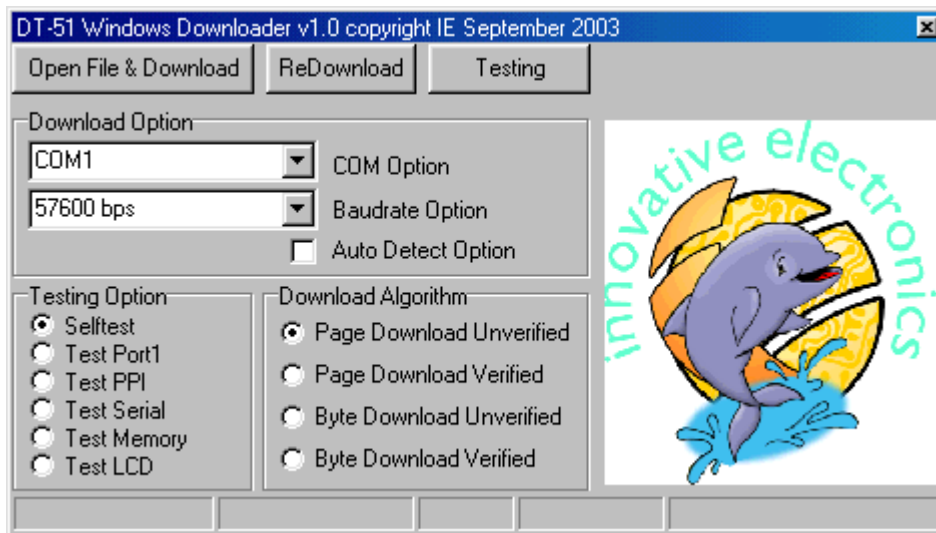 DT-51 Windows Downloader v1.0 copyright IE September 2003
Open File & Download
ReDownload
Testing
Download Option
COM1
COM Option
57600 bps
Baudrate Option
Auto Detect Option
Testing Option
Selftest
Test Port1
Test PPI
Test Serial
Test Memory
Test LCD
Download Algorithm
Page Download Unverified
Page Download Verified
Byte Download Unverified
Byte Download Verified
innovative electronics